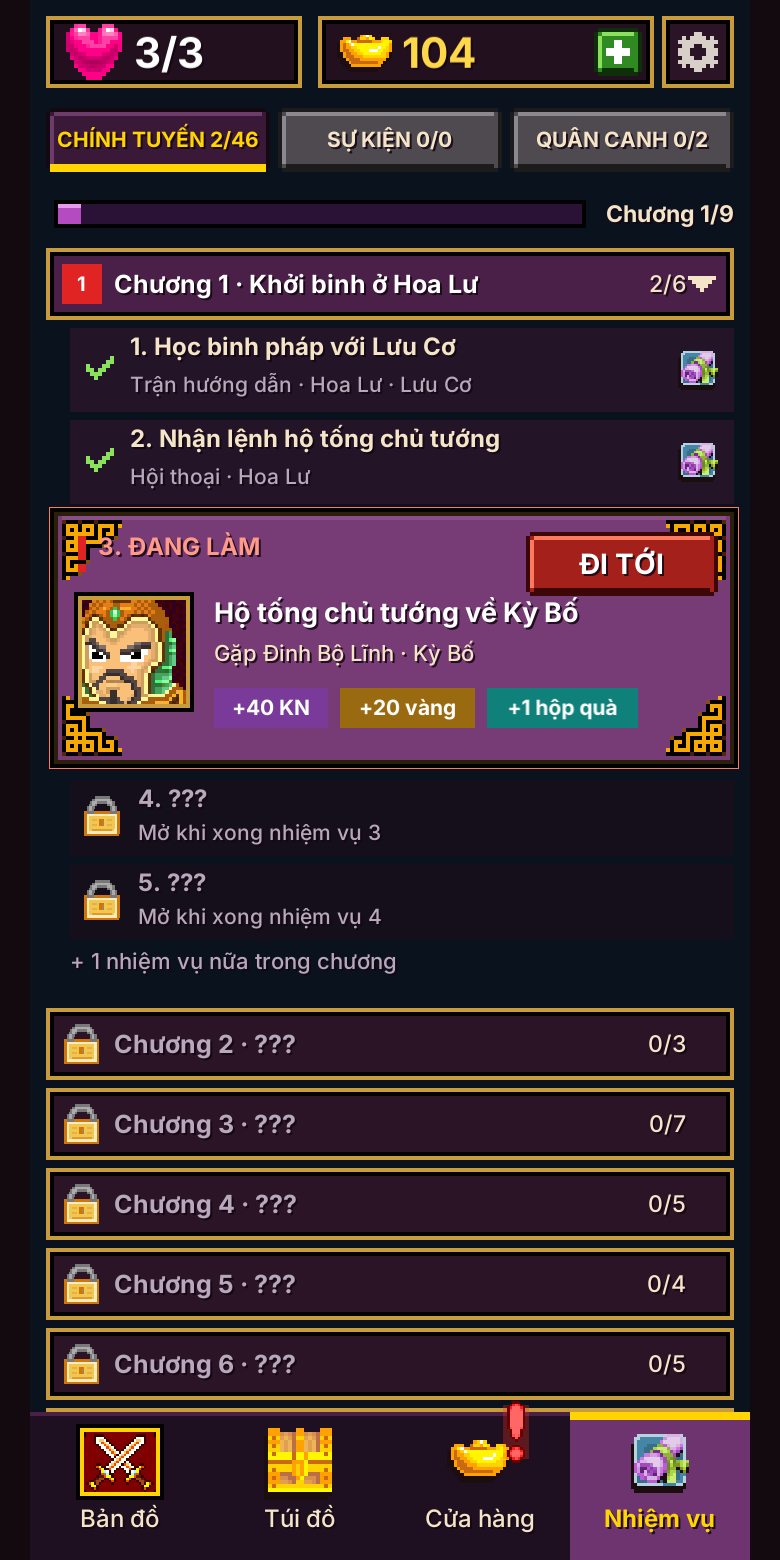 3/3
104
CHÍNH TUYẾN 2/46
SỰ KIỆN 0/0
QUÂN CANH 0/2
Chương 1/9
1
Chương 1 · Khởi binh ở Hoa Lư
2/6
1. Học binh pháp với Lưu Cơ
Trận hướng dẫn · Hoa Lư · Lưu Cơ
2. Nhận lệnh hộ tống chủ tướng
Hội thoại · Hoa Lư
3. ĐANG LÀM
ĐI TỚI
Hộ tống chủ tướng về Kỳ Bố
Gặp Đinh Bộ Lĩnh · Kỳ Bố
+40 KN
+20 vàng
+1 hộp quà
4. ???
Mở khi xong nhiệm vụ 3
5. ???
Mở khi xong nhiệm vụ 4
+ 1 nhiệm vụ nữa trong chương
Chương 2 · ???
0/3
Chương 3 · ???
0/7
Chương 4 · ???
0/5
Chương 5 · ???
0/4
Chương 6 · ???
0/5
Bản đồ
Túi đồ
Cửa hàng
Nhiệm vụ